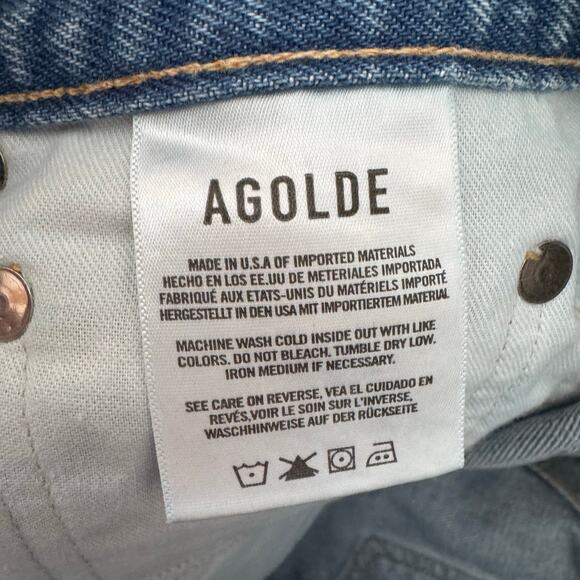 AGOLDE
MADE IN U.S.A OF IMPORTED MATERIALS
HECHO EN LOS EE.UU DE METERIALES IMPORTADA
FABRIQUÉ AUX ETATS-UNIS DU MATÉRIELS IMPORTÉ
HERGESTELLT IN DEN USA MIT IMPORTIERTEM MATERIAL
MACHINE WASH COLD INSIDE OUT WITH LIKE
COLORS. DO NOT BLEACH. TUMBLE DRY LOW.
IRON MEDIUM IF NECESSARY.
SEE CARE ON REVERSE, VEA EL CUIDADO EN
REVÉS,VOIR LE SOIN SUR L'INVERSE,
WASCHHINWEISE AUF DER RÜCKSEITE